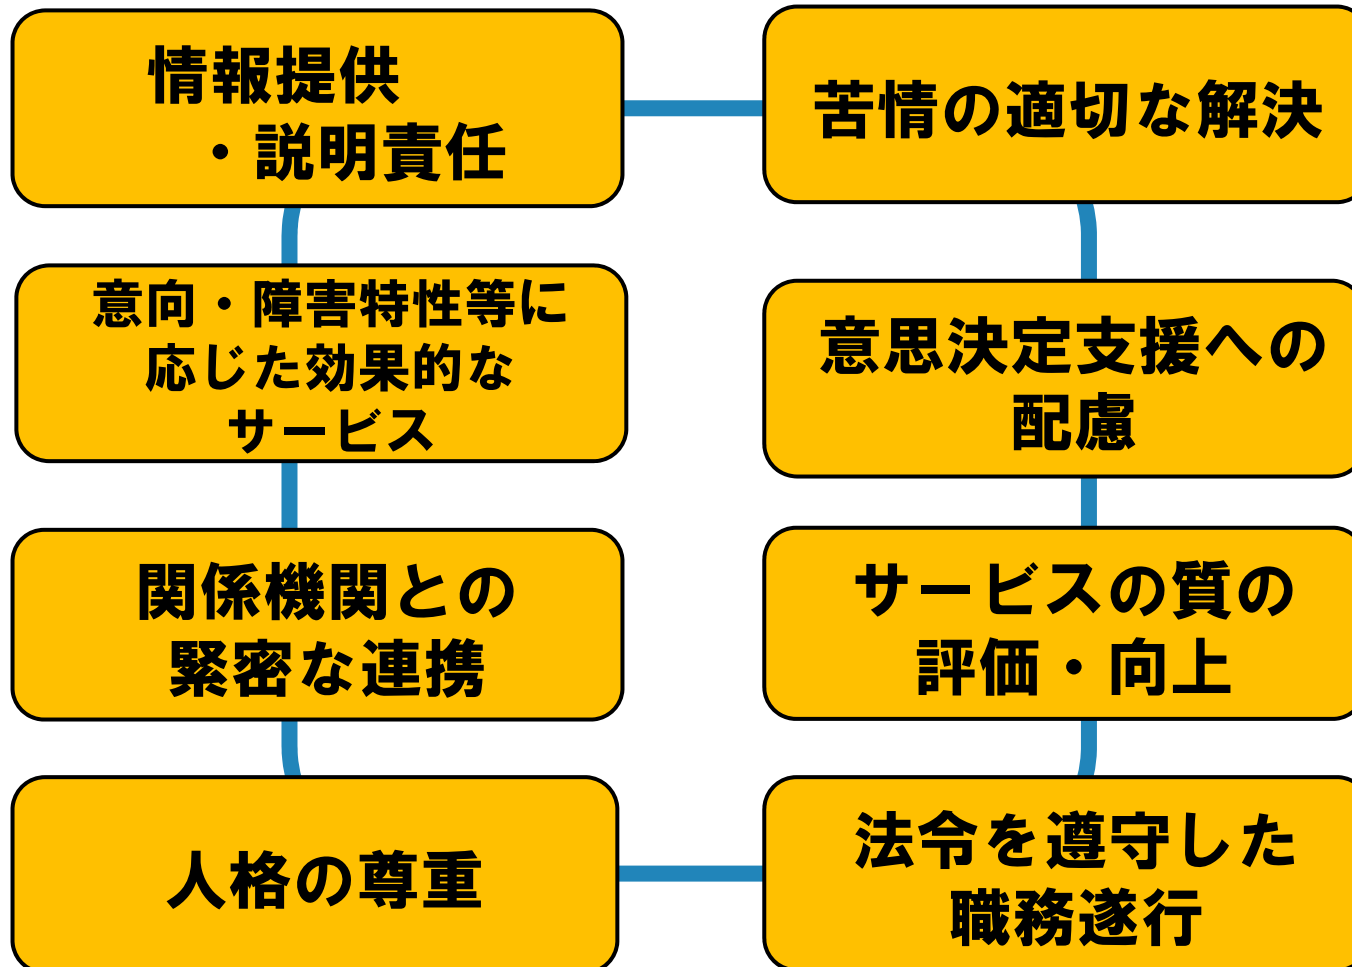 情報提供
・説明責任
苦情の適切な解決
意向・障害特性等に
応じた効果的な
サービス
意思決定支援への
配慮
関係機関との
緊密な連携
サービスの質の
評価・向上
人格の尊重
法令を遵守した
職務遂行